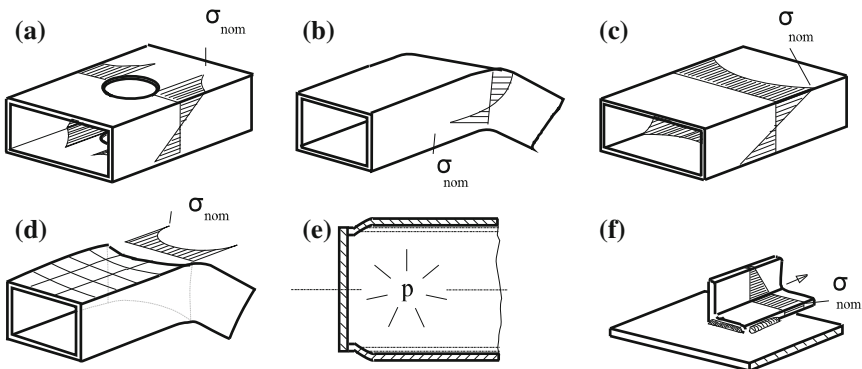 (a) σ nom
(b) σ nom
(c) σ nom
(d) σ nom
(e) p
(f) σ nom